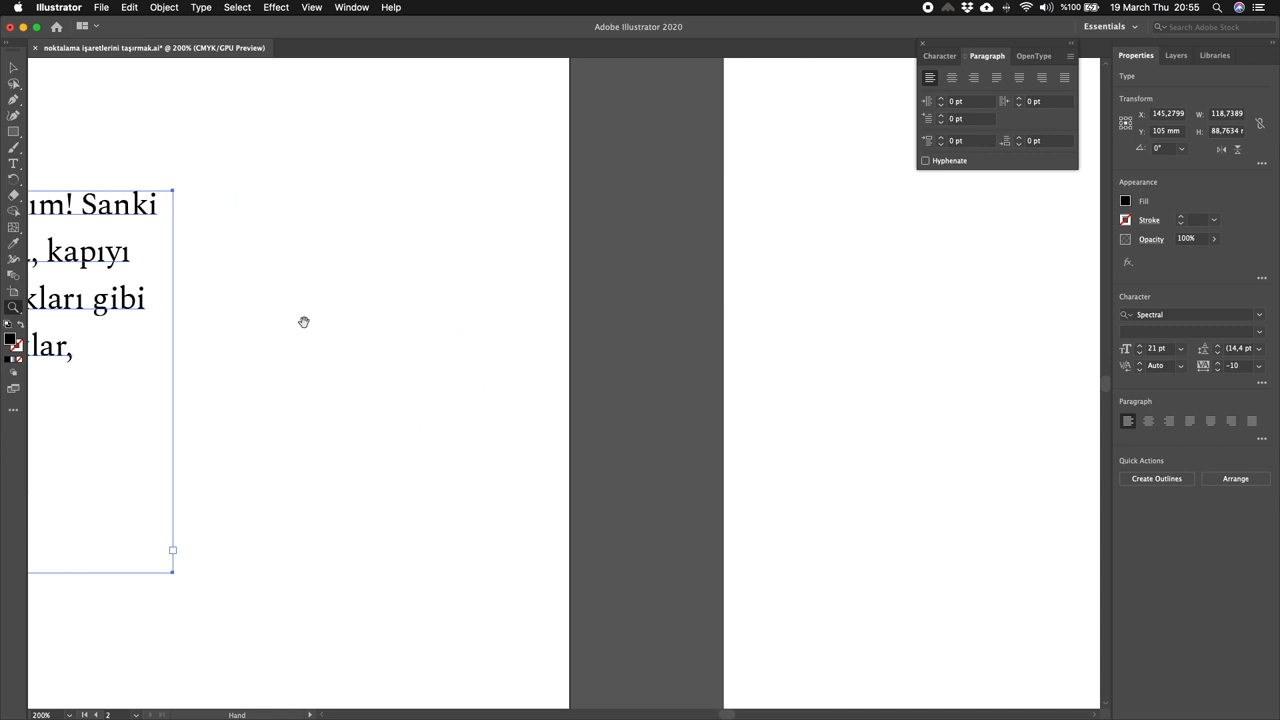 Illustrator File Edit Object Type Select Effect View Window Help %100 19 March Thu 20:55
Adobe Illustrator 2020
Essentials
Search Adobe Stock
noktalama işaretlerini taşırmak.ai* @ 200% (CMYK/GPU Preview)
Character Paragraph OpenType
0 pt 0 pt
0 pt
0 pt 0 pt
Hyphenate
Properties Layers Libraries
Type
Transform
X: 145,2799 W: 118,7389
Y: 105 mm H: 88,7634 r
0°
Appearance
Fill
Stroke
Opacity 100%
Character
Spectral
21 pt (14,4 pt
Auto -10
Paragraph
Quick Actions
Create Outlines Arrange
ım! Sanki
, kapıyı
kları gibi
lar,
200% 2 Hand